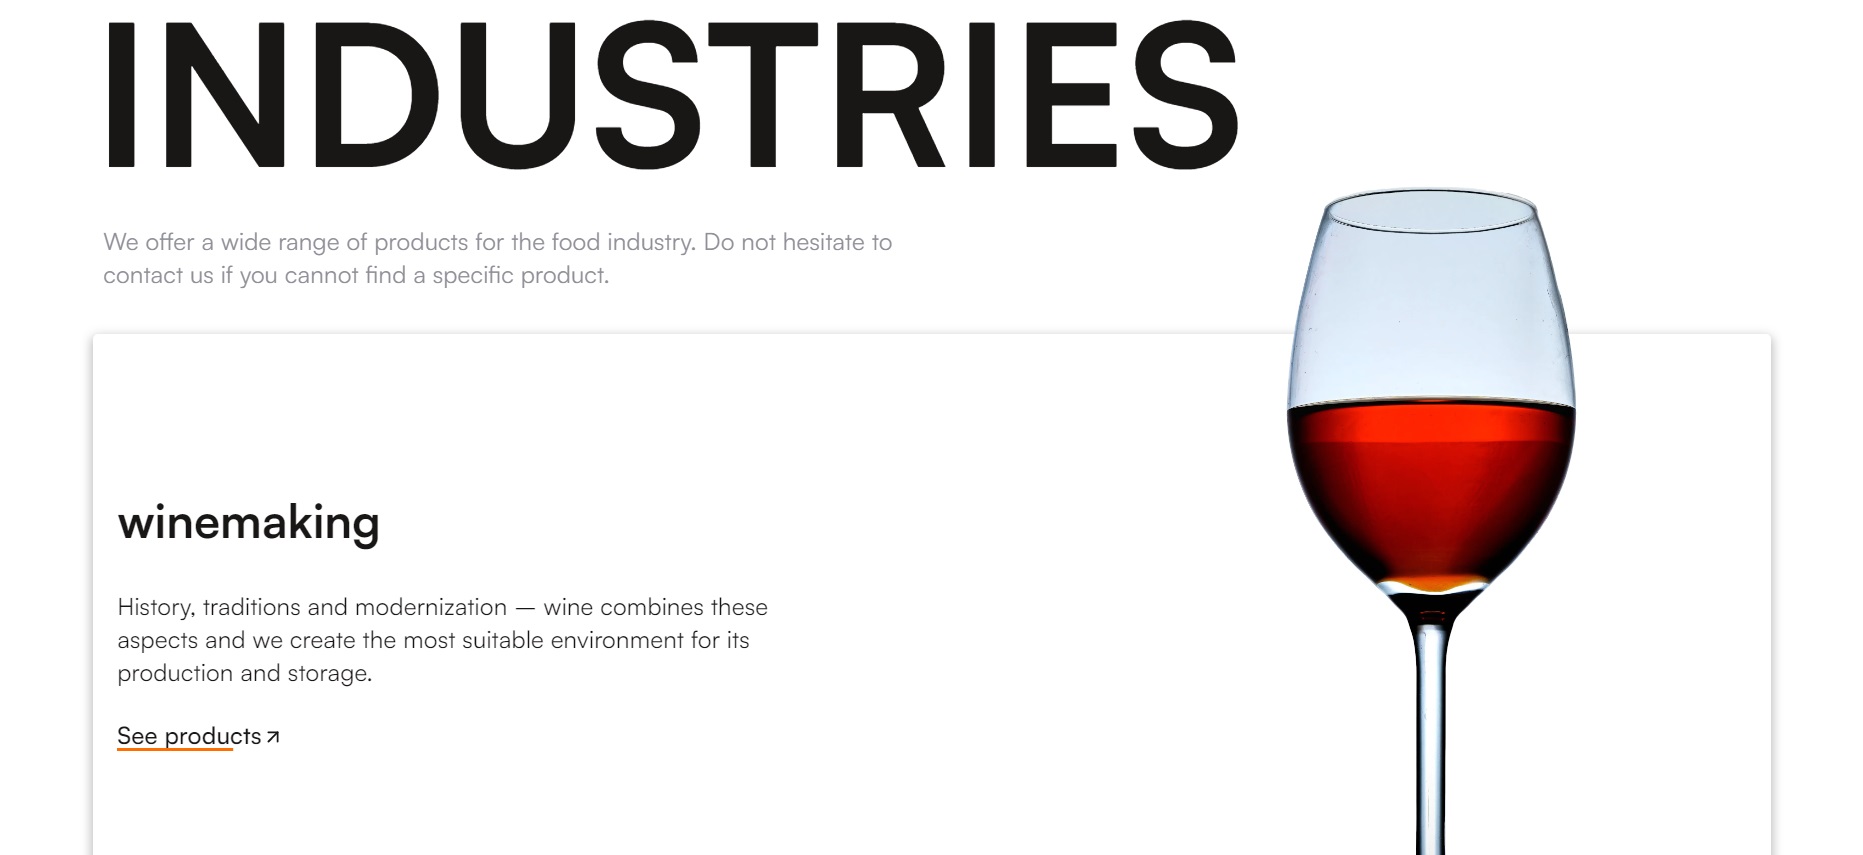 INDUSTRIES
We offer a wide range of products for the food industry. Do not hesitate to
contact us if you cannot find a specific product.
winemaking
History, traditions and modernization — wine combines these
aspects and we create the most suitable environment for its
production and storage.
See products